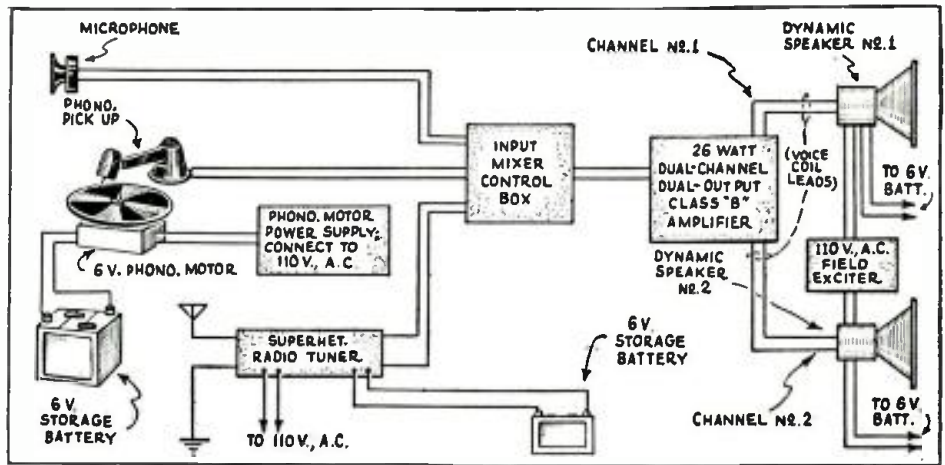 MICROPHONE
PHONO.
PICK UP
6 V. PHONO. MOTOR
PHONO. MOTOR
POWER SUPPLY:
CONNECT TO
110 V., A.C
6 V.
STORAGE
BATTERY
SUPERHET.
RADIO TUNER
TO 110 V., A.C.
6 V.
STORAGE
BATTERY
INPUT
MIXER
CONTROL
BOX
CHANNEL Nº.1
26 WATT
DUAL-CHANNEL
DUAL-OUTPUT
CLASS "B"
AMPLIFIER
DYNAMIC
SPEAKER Nº.1
(VOICE
COIL
LEADS)
TO 6 V.
BATT.
110 V., A.C.
FIELD
EXCITER
DYNAMIC
SPEAKER
Nº.2
CHANNEL Nº.2
TO 6 V.
BATT.